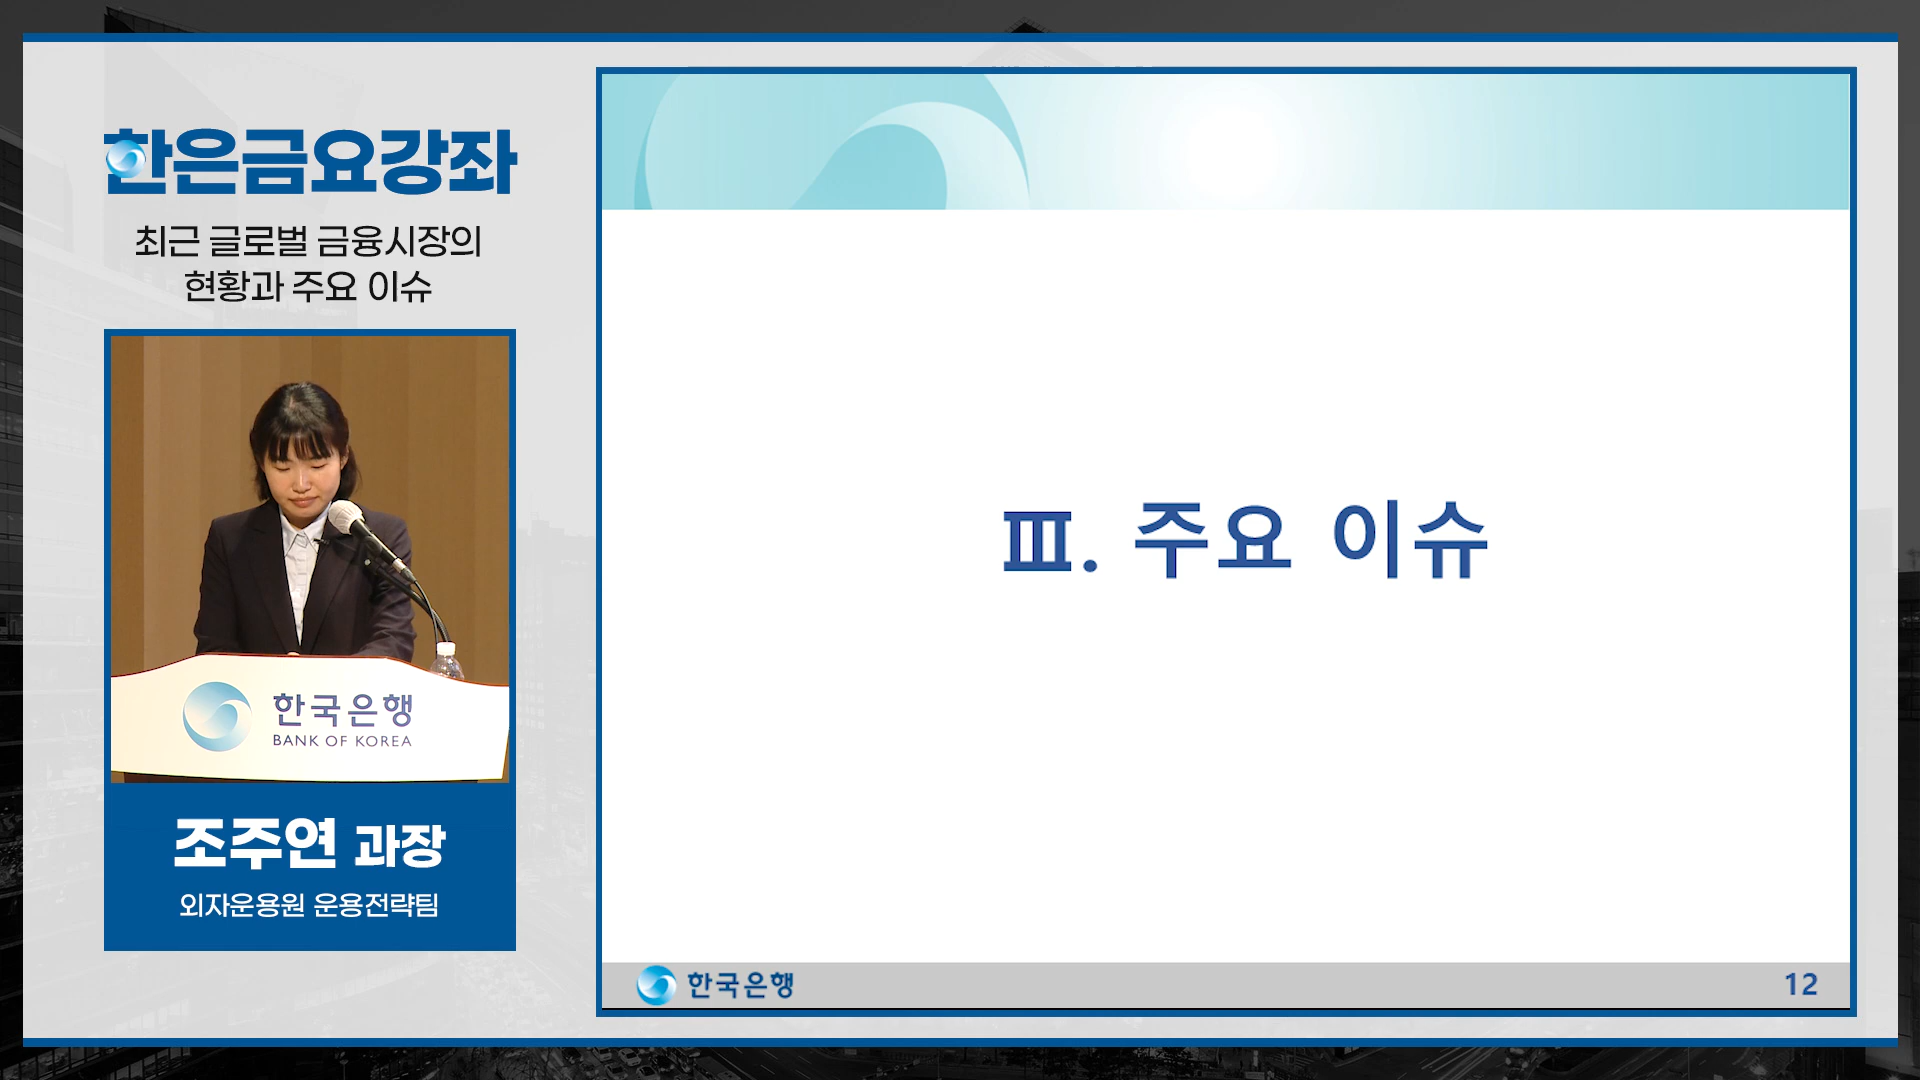 한은금요강좌
최근 글로벌 금융시장의
현황과 주요 이슈
한국은행
BANK OF KOREA
조주연 과장
외자운용원 운용전략팀
Ⅲ. 주요 이슈
한국은행
12